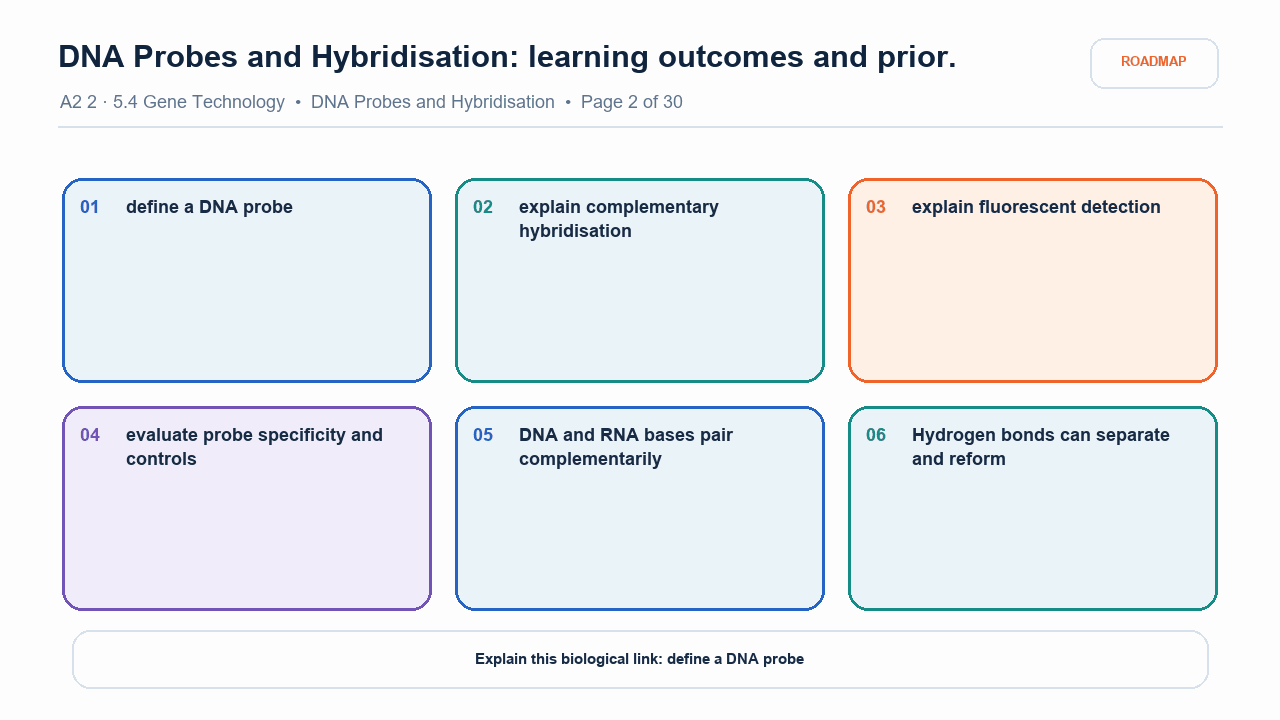 DNA Probes and Hybridisation: learning outcomes and prior.
ROADMAP
A2 2 · 5.4 Gene Technology • DNA Probes and Hybridisation • Page 2 of 30
01 define a DNA probe
02 explain complementary
hybridisation
03 explain fluorescent detection
04 evaluate probe specificity and
controls
05 DNA and RNA bases pair
complementarily
06 Hydrogen bonds can separate
and reform
Explain this biological link: define a DNA probe